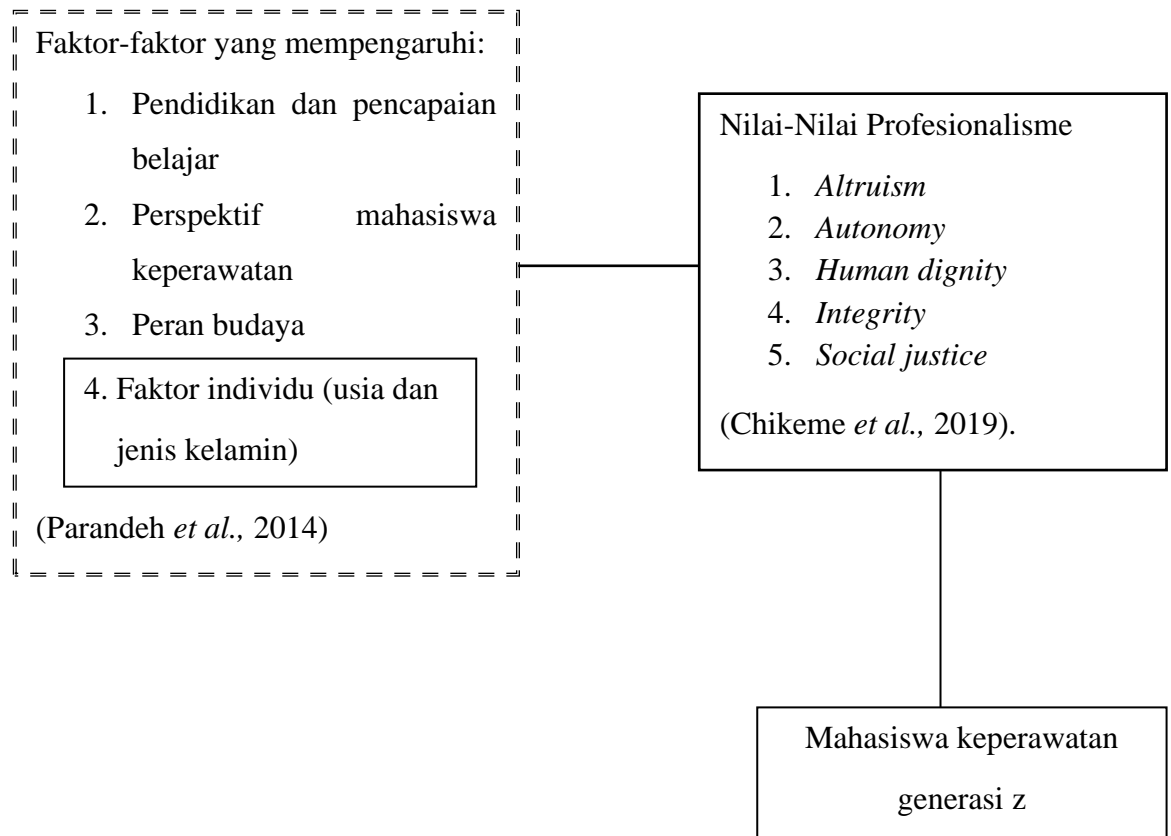 Faktor-faktor yang mempengaruhi:
1. Pendidikan dan pencapaian
belajar
2. Perspektif mahasiswa
keperawatan
3. Peran budaya
4. Faktor individu (usia dan
jenis kelamin)
(Parandeh et al., 2014)
Nilai-Nilai Profesionalisme
1. Altruism
2. Autonomy
3. Human dignity
4. Integrity
5. Social justice
(Chikeme et al., 2019).
Mahasiswa keperawatan
generasi z